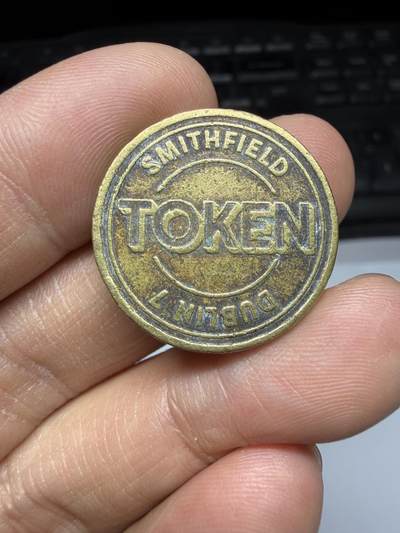 SMITHFIELD
TOKEN
DUBLIN 7